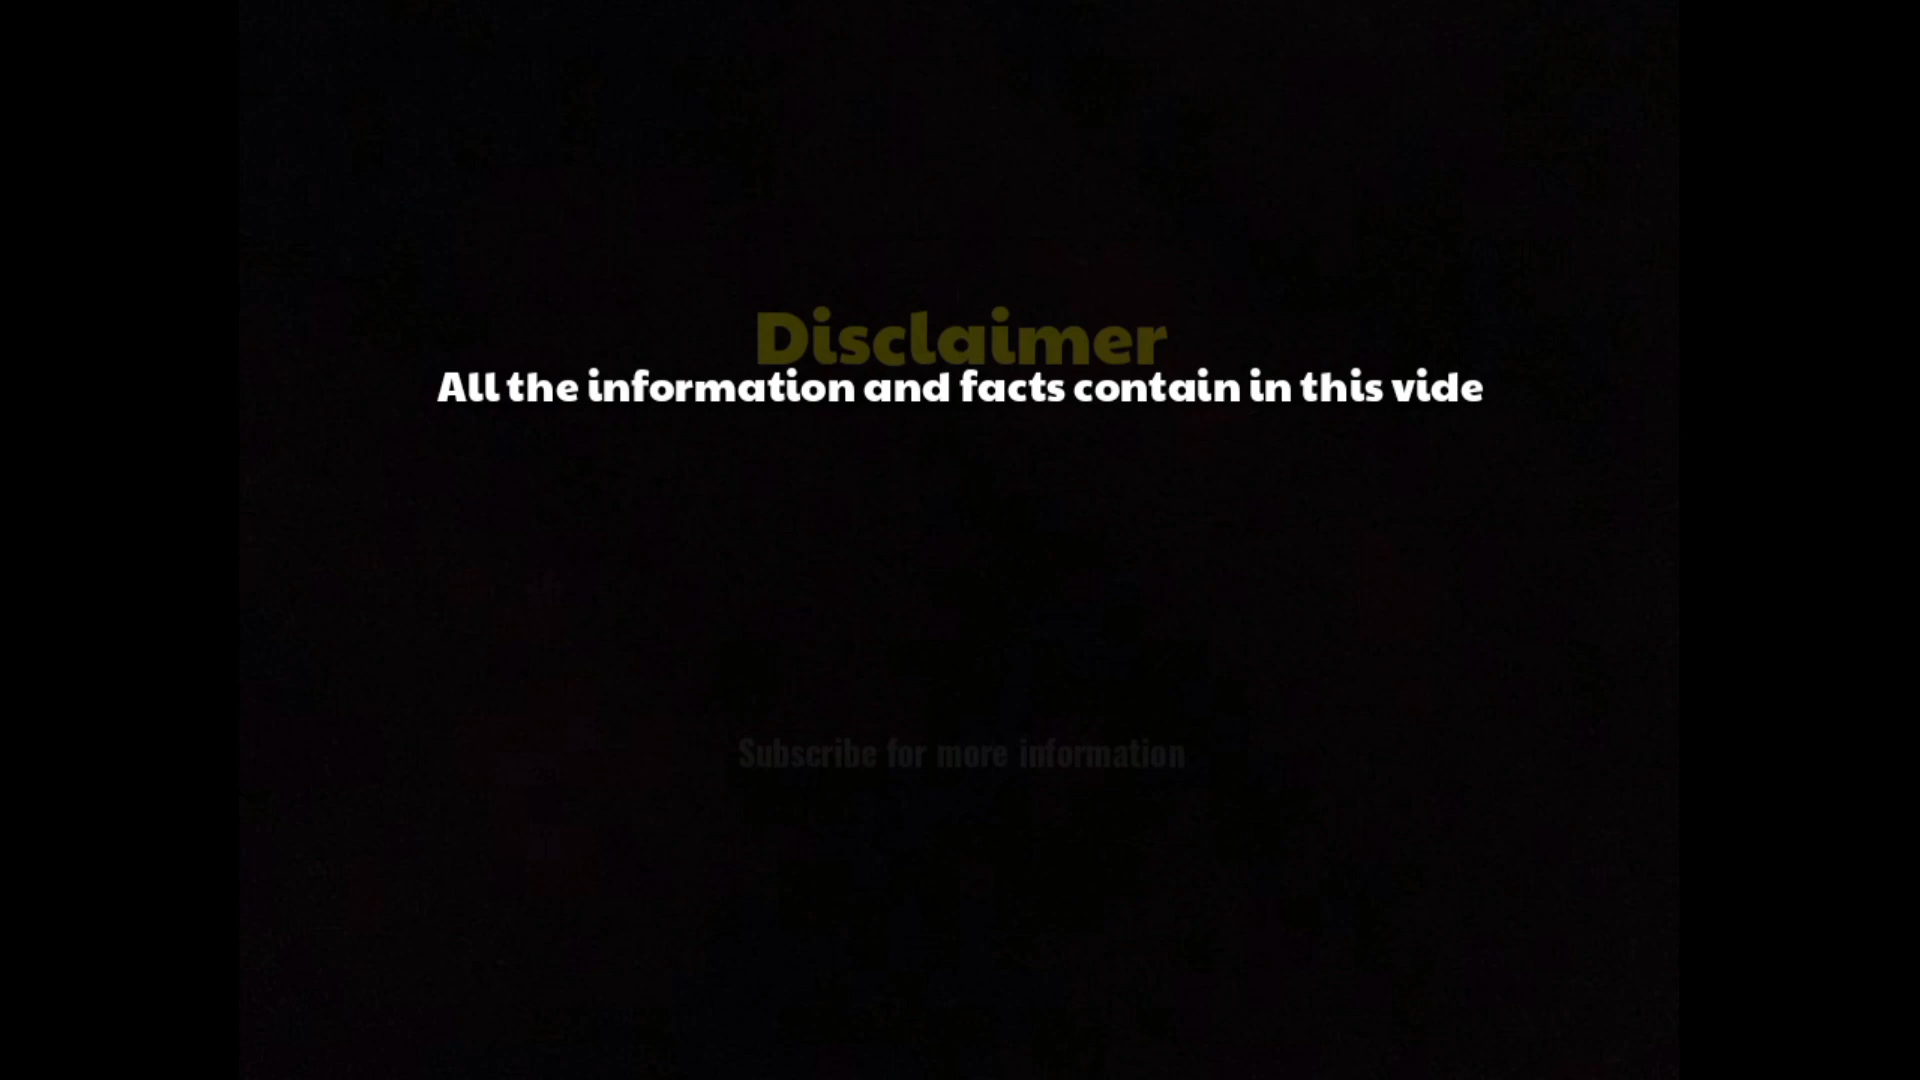 Disclaimer
All the information and facts contain in this vide
Subscribe for more information